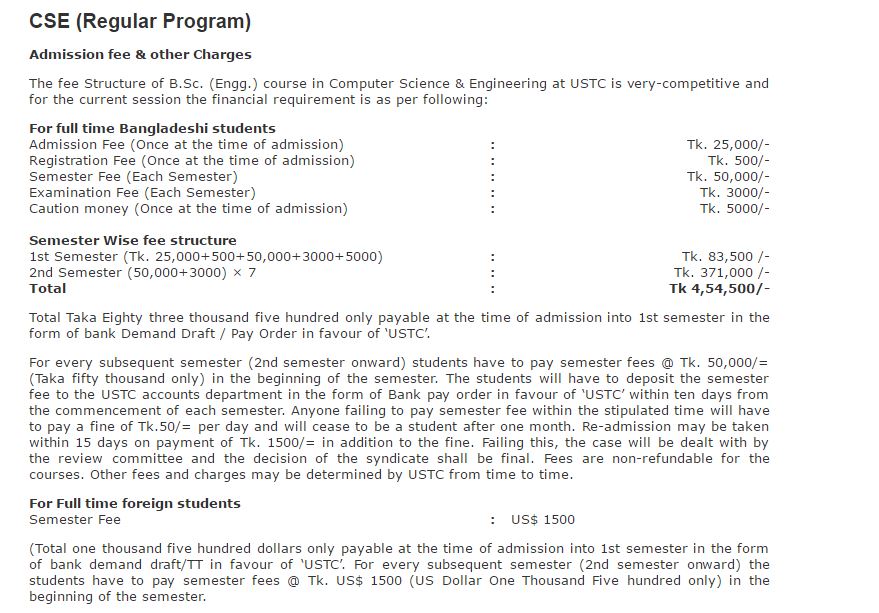 CSE (Regular Program)
Admission fee & other Charges
The fee Structure of B.Sc. (Engg.) course in Computer Science & Engineering at USTC is very-competitive and
for the current session the financial requirement is as per following:
For full time Bangladeshi students
Admission Fee (Once at the time of admission) : Tk. 25,000/-
Registration Fee (Once at the time of admission) : Tk. 500/-
Semester Fee (Each Semester) : Tk. 50,000/-
Examination Fee (Each Semester) : Tk. 3000/-
Caution money (Once at the time of admission) : Tk. 5000/-
Semester Wise fee structure
1st Semester (Tk. 25,000+500+50,000+3000+5000) : Tk. 83,500 /-
2nd Semester (50,000+3000) × 7 : Tk. 371,000 /-
Total : Tk 4,54,500/-
Total Taka Eighty three thousand five hundred only payable at the time of admission into 1st semester in the
form of bank Demand Draft / Pay Order in favour of ‘USTC’.
For every subsequent semester (2nd semester onward) students have to pay semester fees @ Tk. 50,000/=
(Taka fifty thousand only) in the beginning of the semester. The students will have to deposit the semester
fee to the USTC accounts department in the form of Bank pay order in favour of ‘USTC’ within ten days from
the commencement of each semester. Anyone failing to pay semester fee within the stipulated time will have
to pay a fine of Tk.50/= per day and will cease to be a student after one month. Re-admission may be taken
within 15 days on payment of Tk. 1500/= in addition to the fine. Failing this, the case will be dealt with by
the review committee and the decision of the syndicate shall be final. Fees are non-refundable for the
courses. Other fees and charges may be determined by USTC from time to time.
For Full time foreign students
Semester Fee : US$ 1500
(Total one thousand five hundred dollars only payable at the time of admission into 1st semester in the form
of bank demand draft/TT in favour of ‘USTC’. For every subsequent semester (2nd semester onward) the
students have to pay semester fees @ Tk. US$ 1500 (US Dollar One Thousand Five hundred only) in the
beginning of the semester.